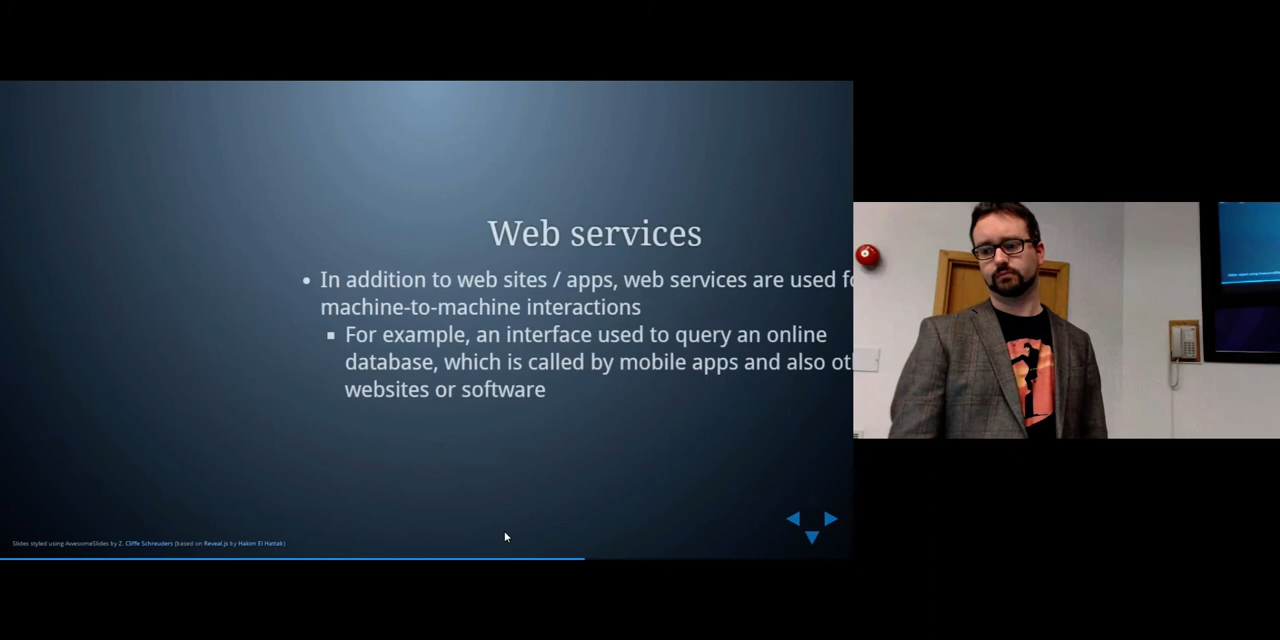 Web services
• In addition to web sites / apps, web services are used
machine-to-machine interactions
▪ For example, an interface used to query an online
database, which is called by mobile apps and also
websites or software
Slides styled using AwesomeSlides by Z. Cliffe Schreuders (based on Reveal.js by Hakim El Hattab)